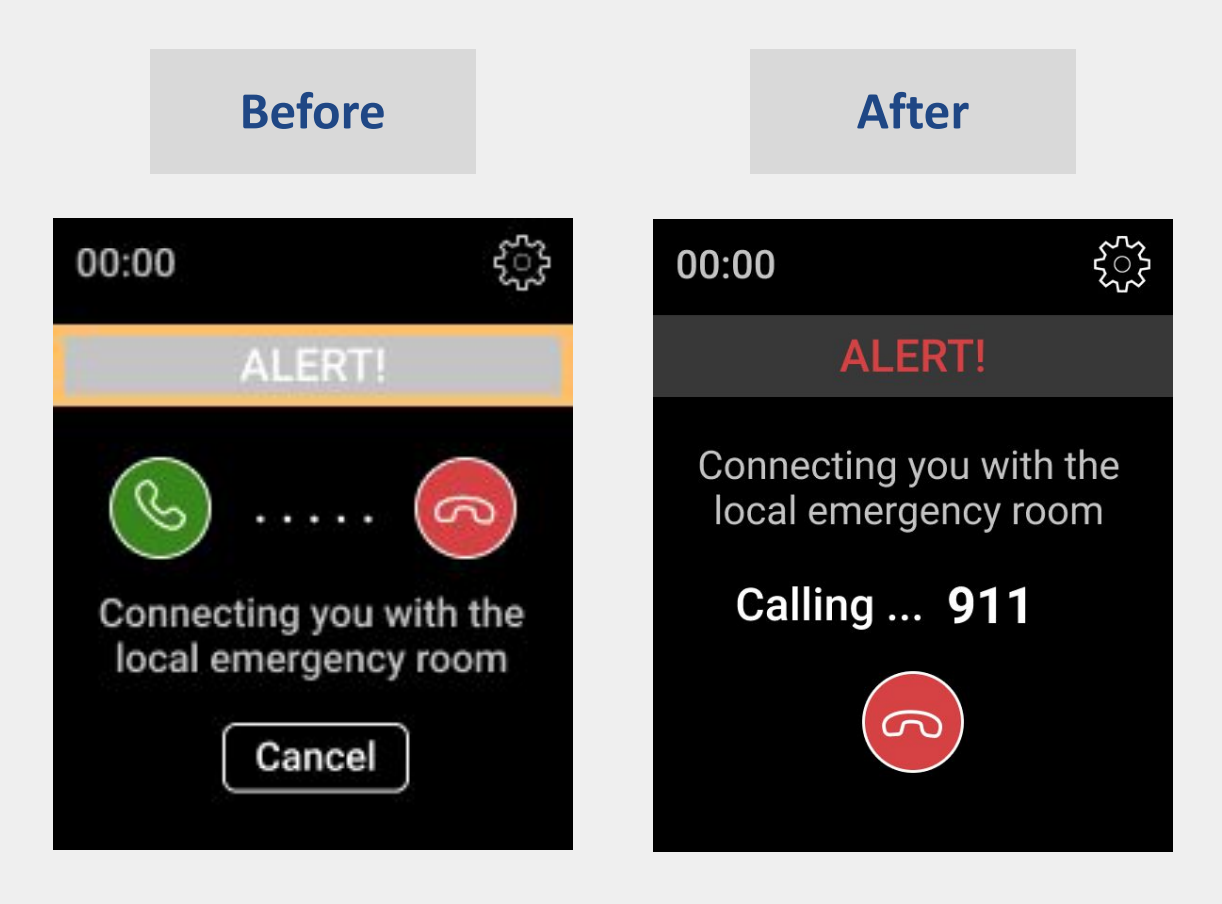 Before
00:00
ALERT!
.....
Connecting you with the
local emergency room
Cancel
After
00:00
ALERT!
Connecting you with the
local emergency room
Calling ... 911